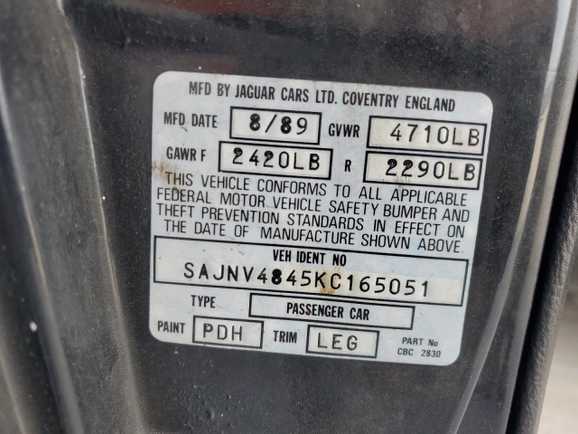 MFD BY JAGUAR CARS LTD. COVENTRY ENGLAND
MFD DATE 8/89 GVWR 4710LB
GAWR F 2420LB R 2290LB
THIS VEHICLE CONFORMS TO ALL APPLICABLE
FEDERAL MOTOR VEHICLE SAFETY BUMPER AND
THEFT PREVENTION STANDARDS IN EFFECT ON
THE DATE OF MANUFACTURE SHOWN ABOVE.
VEH IDENT NO
SAJNV4845KC165051
TYPE PASSENGER CAR
PAINT PDH TRIM LEG PART No
CBC 2830